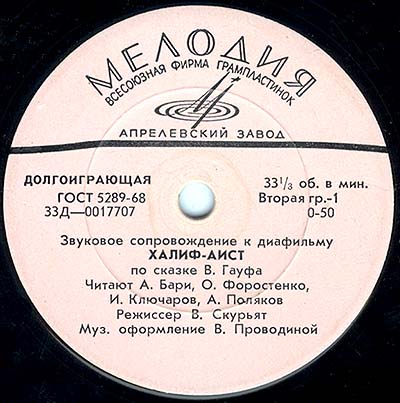 МЕЛОДИЯ
ВСЕСОЮЗНАЯ ФИРМА ГРАМПЛАСТИНОК
АПРЕЛЕВСКИЙ ЗАВОД
ДОЛГОИГРАЮЩАЯ
ГОСТ 5289-68
33Д—0017707
33 1/3 об. в мин.
Вторая гр.-1
0-50
Звуковое сопровождение к диафильму
ХАЛИФ-АИСТ
по сказке В. Гауфа
Читают А. Бари, О. Форостенко,
И. Ключаров, А. Поляков
Режиссер В. Скурьят
Муз. оформление В. Проводиной